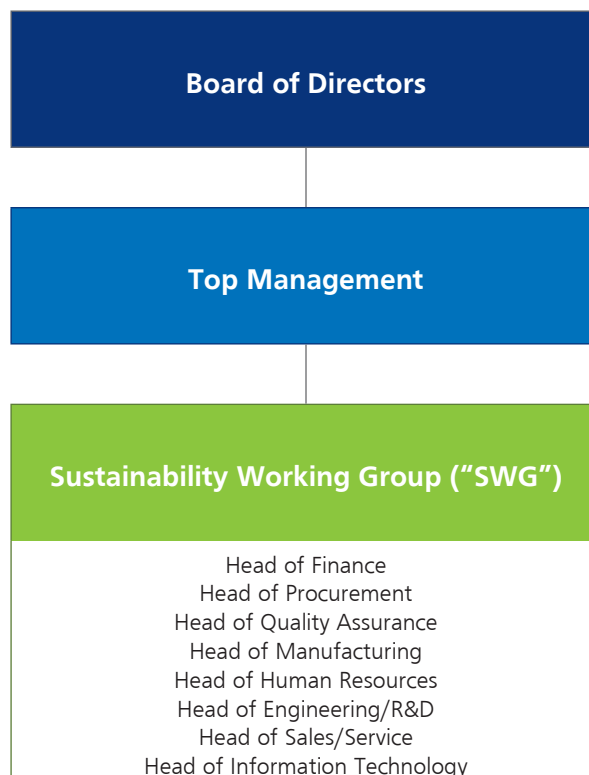 Board of Directors
Top Management
Sustainability Working Group (“SWG”)
Head of Finance
Head of Procurement
Head of Quality Assurance
Head of Manufacturing
Head of Human Resources
Head of Engineering/R&D
Head of Sales/Service
Head of Information Technology